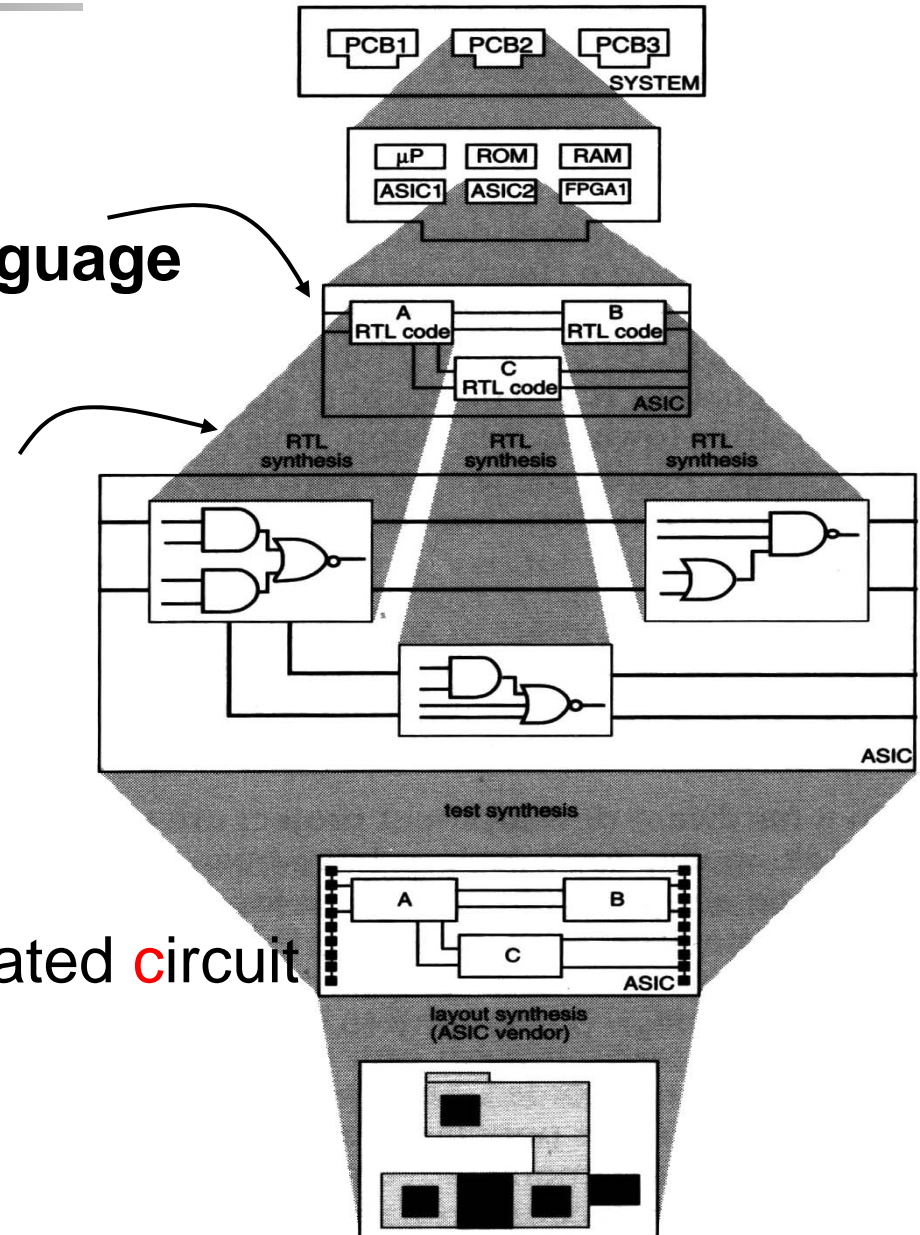 PCB1 PCB2 PCB3
SYSTEM
µP ROM RAM
ASIC1 ASIC2 FPGA1
guage
A
RTL code
B
RTL code
C
RTL code
ASIC
RTL
synthesis
RTL
synthesis
RTL
synthesis
ASIC
test synthesis
A B
C
ated circuit
ASIC
layout synthesis
(ASIC vendor)